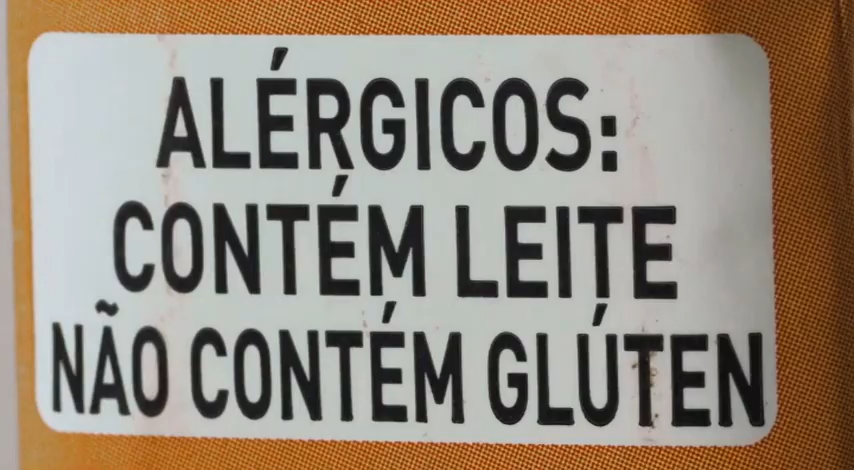 ALÉRGICOS:
CONTÉM LEITE
NÃO CONTÉM GLÚTEN